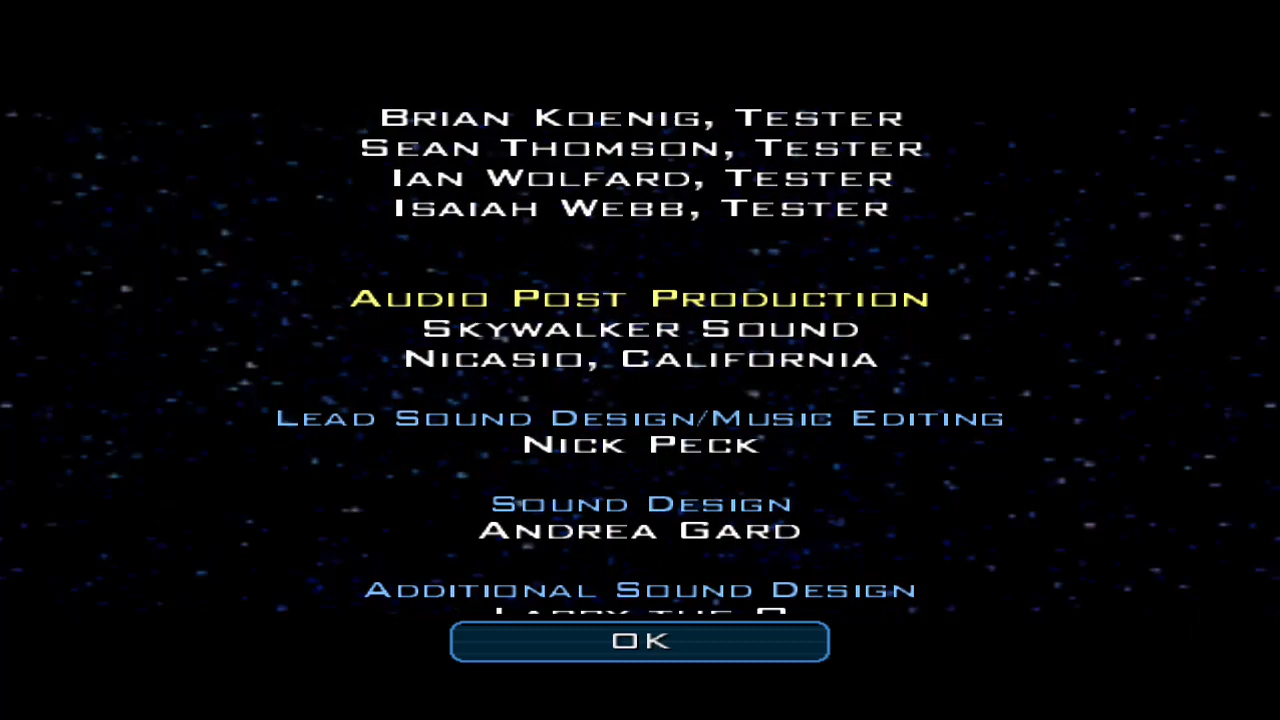 Brian Koenig, Tester
Sean Thomson, Tester
Ian Wolfard, Tester
Isaiah Webb, Tester
Audio Post Production
Skywalker Sound
Nicasio, California
Lead Sound Design/Music Editing
Nick Peck
Sound Design
Andrea Gard
Additional Sound Design
OK